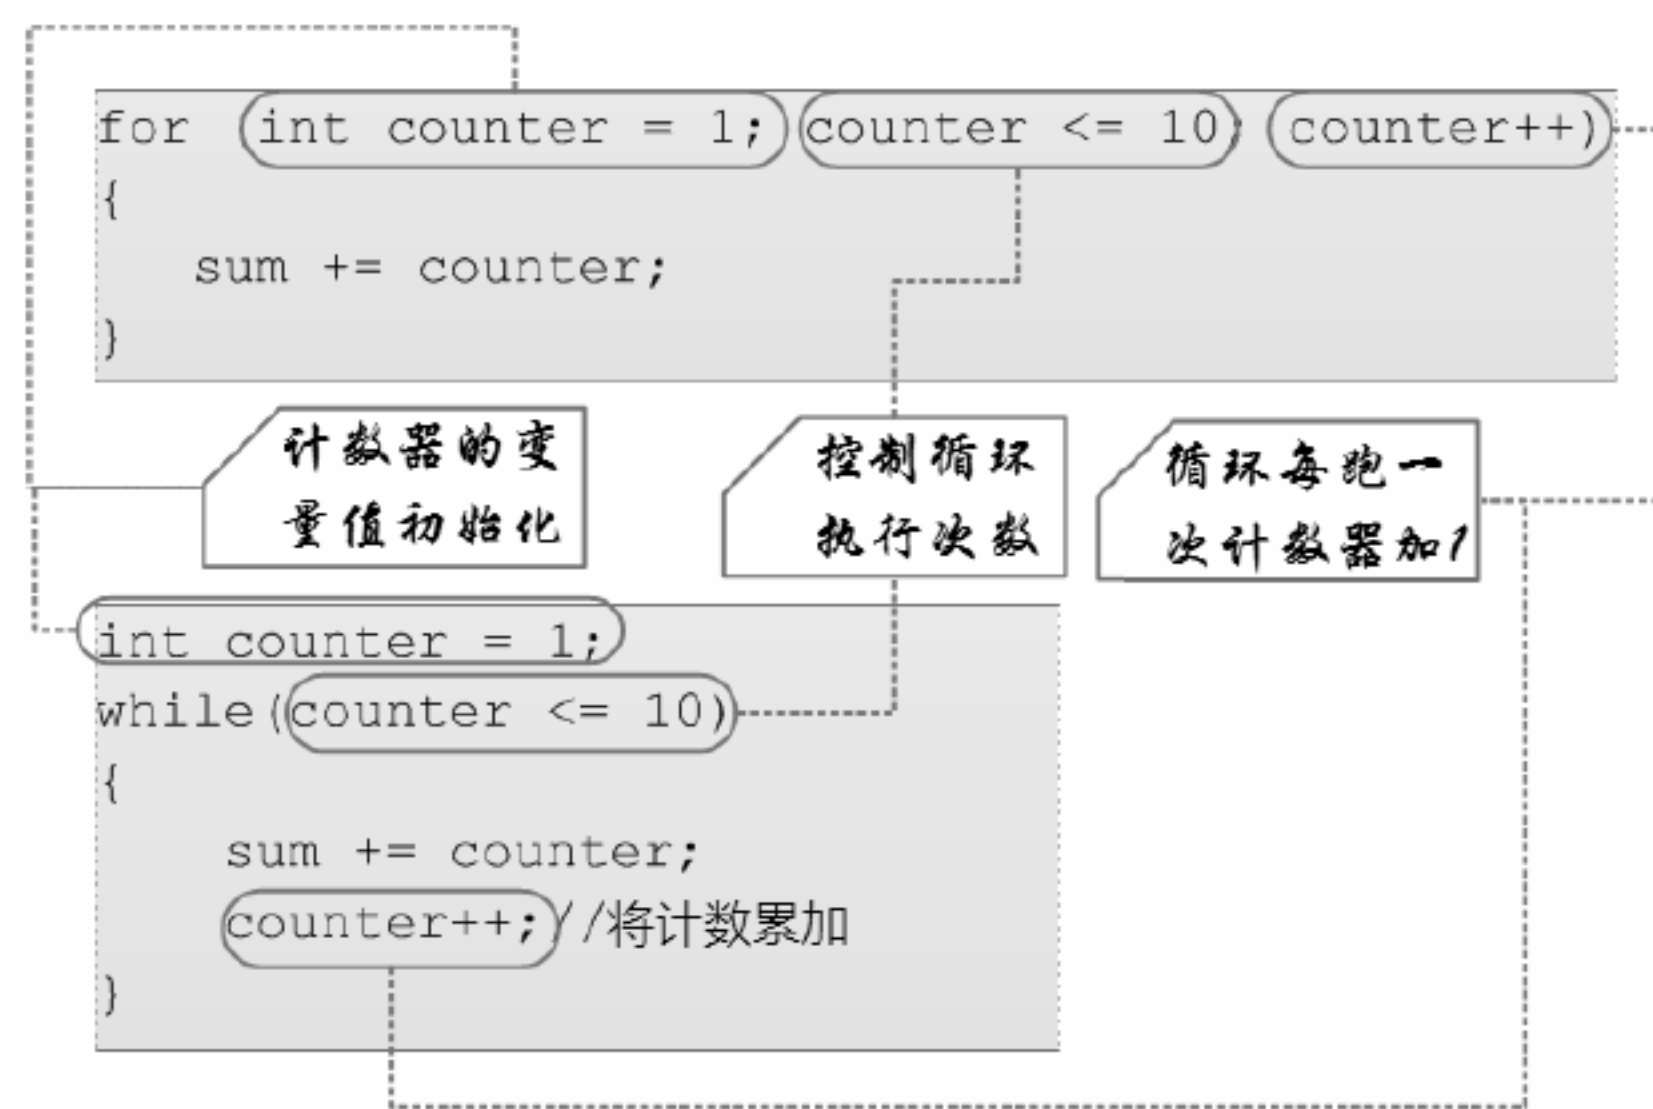 for (int counter = 1; counter <= 10; counter++)
{
sum += counter;
}
计数器的变
量值初始化
控制循环
执行次数
循环每跑一
次计数器加1
int counter = 1;
while(counter <= 10)
{
sum += counter;
counter++;//将计数累加
}